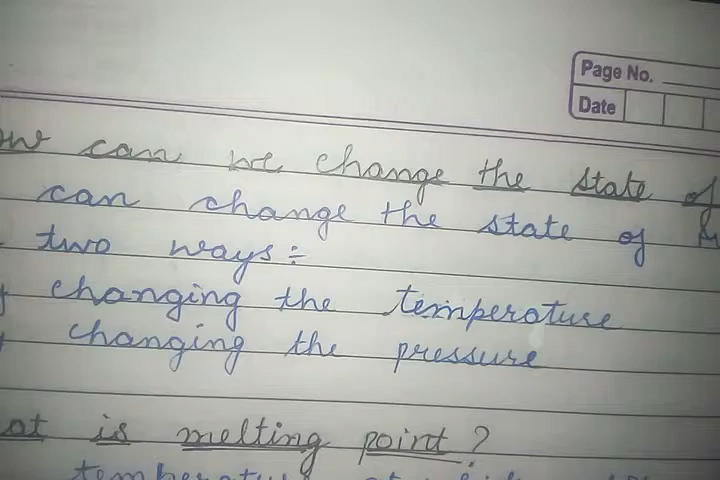 Page No.
Date
can we change the state of
can change the state of
two ways÷
changing the temperature
changing the pressure
is melting point?